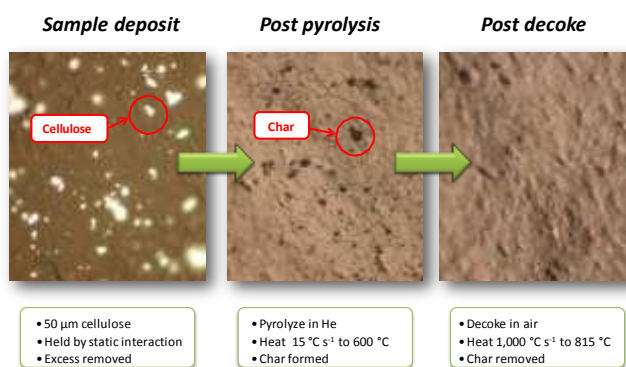 Sample deposit
Post pyrolysis
Post decoke
Cellulose
Char
• 50 µm cellulose
• Held by static interaction
• Excess removed
• Pyrolyze in He
• Heat 15 °C s⁻¹ to 600 °C
• Char formed
• Decoke in air
• Heat 1,000 °C s⁻¹ to 815 °C
• Char removed